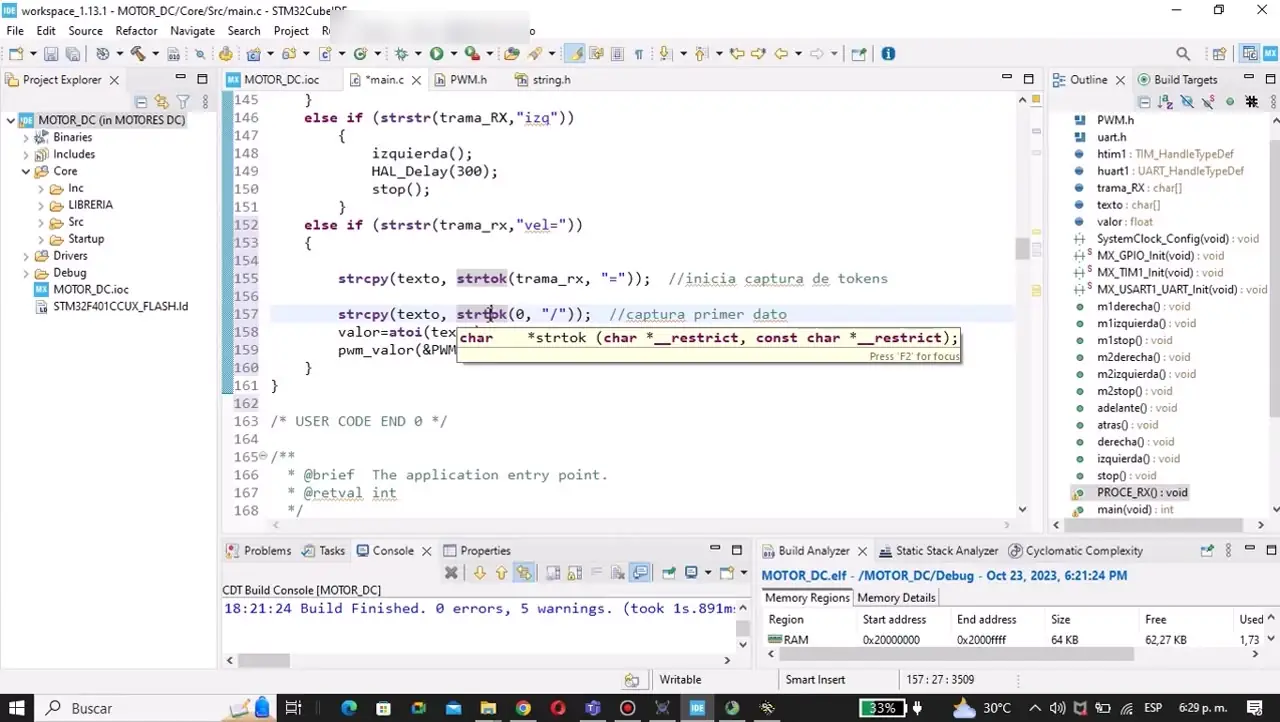 workspace_1.13.1 - MOTOR_DC/Core/Src/main.c - STM32CubeIDE
File Edit Source Refactor Navigate Search Project
Project Explorer
MOTOR_DC.ioc
*main.c
PWM.h
string.h
Outline
Build Targets
MOTOR_DC (in MOTORES DC)
Binaries
Includes
Core
Inc
LIBRERIA
Src
Startup
Drivers
Debug
MOTOR_DC.ioc
STM32F401CCUX_FLASH.ld
145 }
146 else if (strstr(trama_RX,"izq"))
147 {
148 izquierda();
149 HAL_Delay(300);
150 stop();
151 }
152 else if (strstr(trama_rx,"vel="))
153 {
154
155 strcpy(texto, strtok(trama_rx, "=")); //inicia captura de tokens
156
157 strcpy(texto, strtok(0, "/")); //captura primer dato
158 valor=atoi(tex
char *strtok (char *__restrict, const char *__restrict);
159 pwm_valor(&PWM
Press 'F2' for focus
160 }
161 }
162
163 /* USER CODE END 0 */
164
165 /**
166 * @brief The application entry point.
167 * @retval int
168 */
PWM.h
uart.h
htim1 : TIM_HandleTypeDef
huart1 : UART_HandleTypeDef
trama_RX : char[]
texto : char[]
valor : float
SystemClock_Config(void) : void
MX_GPIO_Init(void) : void
MX_TIM1_Init(void) : void
MX_USART1_UART_Init(void) : void
m1derecha() : void
m1izquierda() : void
m1stop() : void
m2derecha() : void
m2izquierda() : void
m2stop() : void
adelante() : void
atras() : void
derecha() : void
izquierda() : void
stop() : void
PROCE_RX() : void
main(void) : int
Problems Tasks Console Properties
CDT Build Console [MOTOR_DC]
18:21:24 Build Finished. 0 errors, 5 warnings. (took 1s.891ms
Build Analyzer Static Stack Analyzer Cyclomatic Complexity
MOTOR_DC.elf - /MOTOR_DC/Debug - Oct 23, 2023, 6:21:24 PM
Memory Regions Memory Details
Region Start address End address Size Free Used
RAM 0x20000000 0x2000ffff 64 KB 62,27 KB 1,73
Writable Smart Insert 157 : 27 : 3509
Buscar
33% 30°C ESP 6:29 p. m.